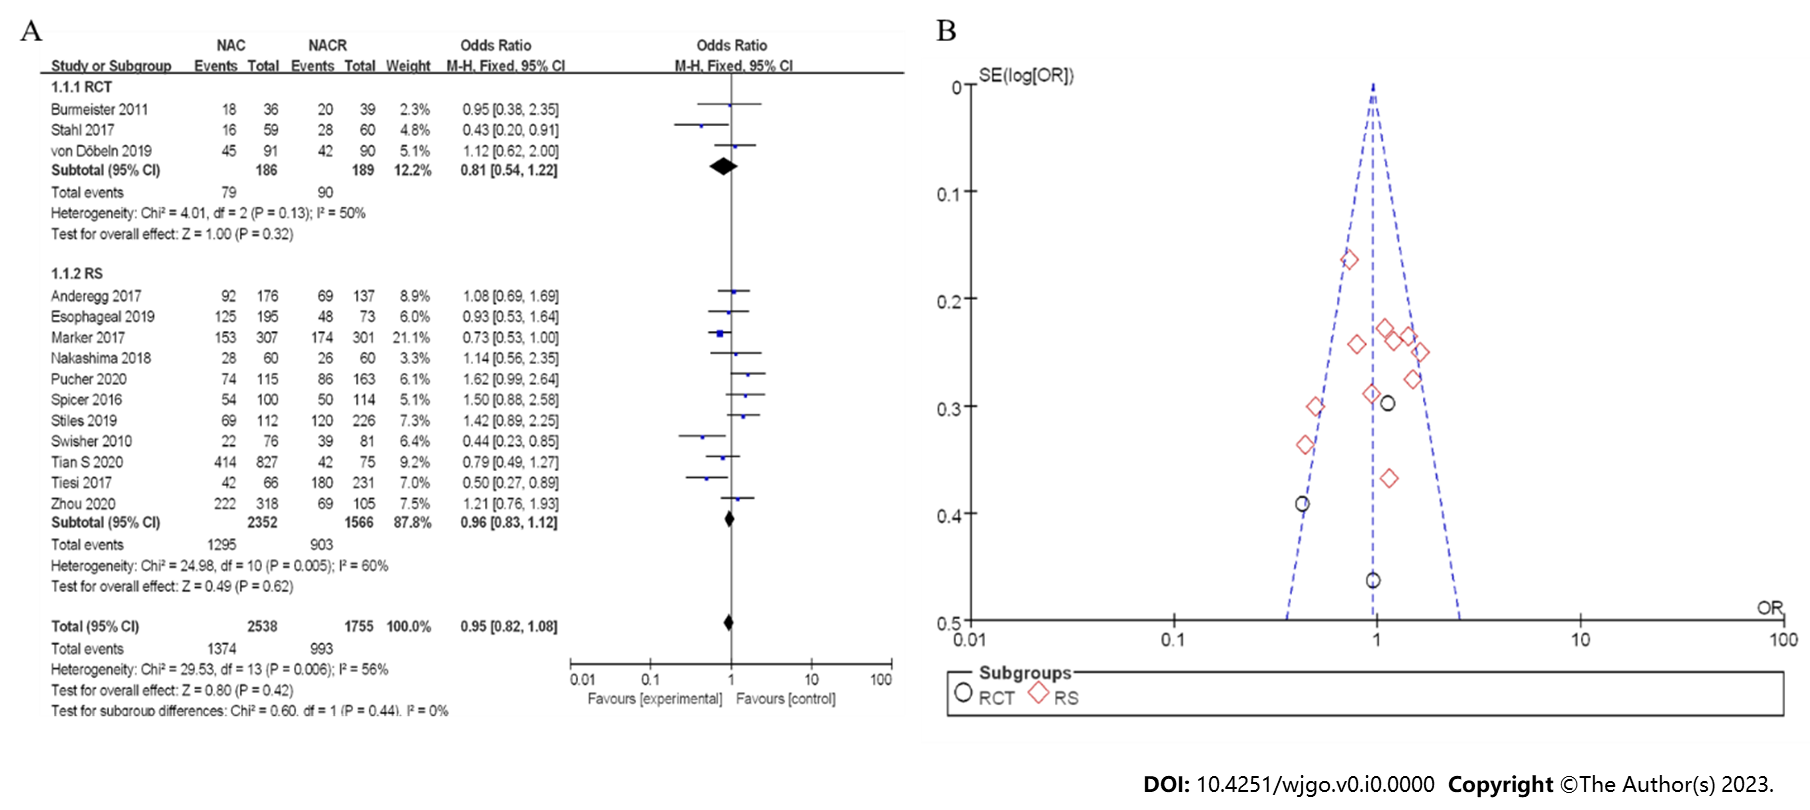 A
NAC NACR Odds Ratio Odds Ratio
Study or Subgroup Events Total Events Total Weight M-H, Fixed, 95% CI M-H, Fixed, 95% CI
1.1.1 RCT
Burmeister 2011 18 36 20 39 2.3% 0.95 [0.38, 2.35]
Stahl 2017 16 59 28 60 4.8% 0.43 [0.20, 0.91]
von Döbeln 2019 45 91 42 90 5.1% 1.12 [0.62, 2.00]
Subtotal (95% CI) 186 189 12.2% 0.81 [0.54, 1.22]
Total events 79 90
Heterogeneity: Chi² = 4.01, df = 2 (P = 0.13); I² = 50%
Test for overall effect: Z = 1.00 (P = 0.32)
1.1.2 RS
Anderegg 2017 92 176 69 137 8.9% 1.08 [0.69, 1.69]
Esophageal 2019 125 195 48 73 6.0% 0.93 [0.53, 1.64]
Marker 2017 153 307 174 301 21.1% 0.73 [0.53, 1.00]
Nakashima 2018 28 60 26 60 3.3% 1.14 [0.56, 2.35]
Pucher 2020 74 115 86 163 6.1% 1.62 [0.99, 2.64]
Spicer 2016 54 100 50 114 5.1% 1.50 [0.88, 2.58]
Stiles 2019 69 112 120 226 7.3% 1.42 [0.89, 2.25]
Swisher 2010 22 76 39 81 6.4% 0.44 [0.23, 0.85]
Tian S 2020 414 827 42 75 9.2% 0.79 [0.49, 1.27]
Tiesi 2017 42 66 180 231 7.0% 0.50 [0.27, 0.89]
Zhou 2020 222 318 69 105 7.5% 1.21 [0.76, 1.93]
Subtotal (95% CI) 2352 1566 87.8% 0.96 [0.83, 1.12]
Total events 1295 903
Heterogeneity: Chi² = 24.98, df = 10 (P = 0.005); I² = 60%
Test for overall effect: Z = 0.49 (P = 0.62)
Total (95% CI) 2538 1755 100.0% 0.95 [0.82, 1.08]
Total events 1374 993
Heterogeneity: Chi² = 29.53, df = 13 (P = 0.006); I² = 56%
Test for overall effect: Z = 0.80 (P = 0.42)
Test for subgroup differences: Chi² = 0.60, df = 1 (P = 0.44), I² = 0%
0.01 0.1 1 10 100
Favours [experimental] Favours [control]
B
SE(log[OR])
0
0.1
0.2
0.3
0.4
0.5
OR
0.01 0.1 1 10 100
Subgroups
RCT RS
DOI: 10.4251/wjgo.v0.i0.0000 Copyright ©The Author(s) 2023.